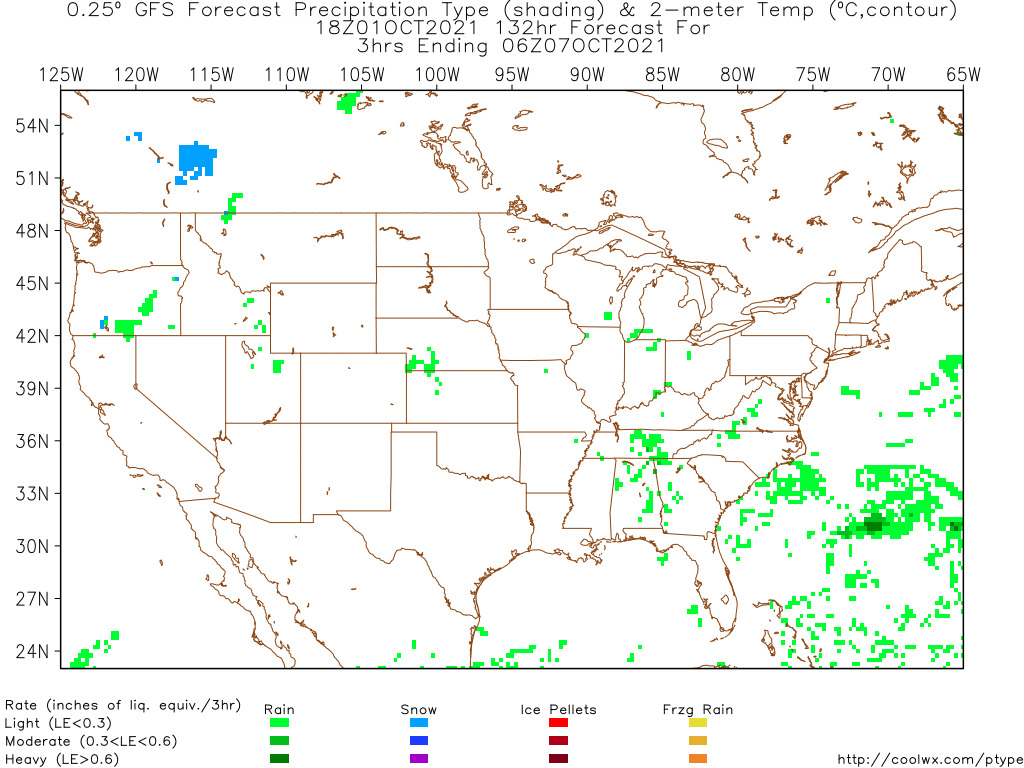 0.25º GFS Forecast Precipitation Type (shading) & 2-meter Temp (ºC,contour)
18Z01OCT2021 132hr Forecast For
3hrs Ending 06Z07OCT2021
125W 120W 115W 110W 105W 100W 95W 90W 85W 80W 75W 70W 65W
54N
51N
48N
45N
42N
39N
36N
33N
30N
27N
24N
Rate (inches of liq. equiv./3hr) Rain Snow Ice Pellets Frzg Rain
Light (LE<0.3)
Moderate (0.3<LE<0.6)
Heavy (LE>0.6) http://coolwx.com/ptype